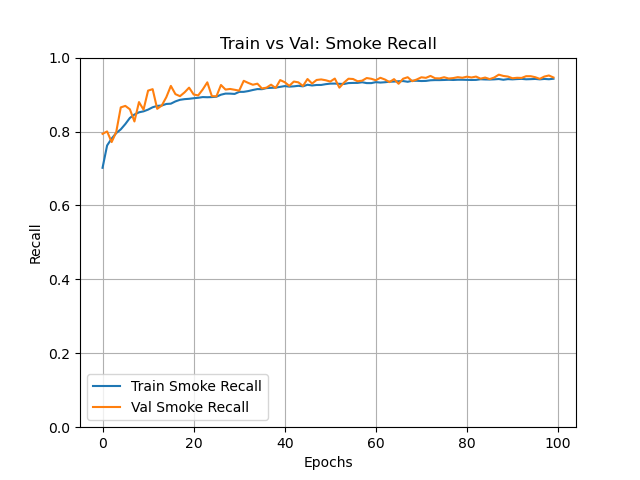 Train vs Val: Smoke Recall
1.0
0.8
0.6
0.4
0.2
0.0
Recall
Train Smoke Recall
Val Smoke Recall
0 20 40 60 80 100
Epochs